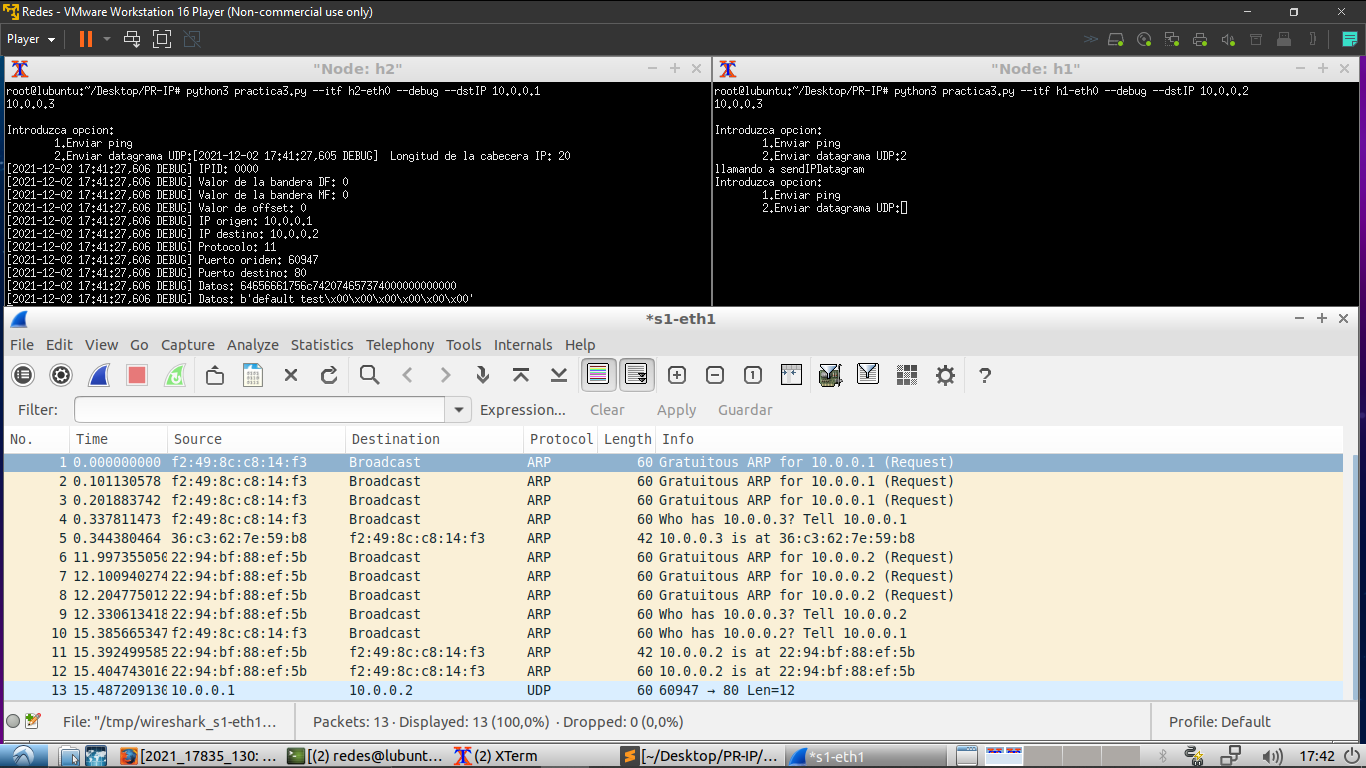 Redes - VMware Workstation 16 Player (Non-commercial use only)
Player
"Node: h2"
root@lubuntu:~/Desktop/PR-IP# python3 practica3.py --itf h2-eth0 --debug --dstIP 10.0.0.1
10.0.0.3
Introduzca opcion:
1.Enviar ping
2.Enviar datagrama UDP:[2021-12-02 17:41:27,605 DEBUG] Longitud de la cabecera IP: 20
[2021-12-02 17:41:27,606 DEBUG] IPID: 0000
[2021-12-02 17:41:27,606 DEBUG] Valor de la bandera DF: 0
[2021-12-02 17:41:27,606 DEBUG] Valor de la bandera MF: 0
[2021-12-02 17:41:27,606 DEBUG] Valor de offset: 0
[2021-12-02 17:41:27,606 DEBUG] IP origen: 10.0.0.1
[2021-12-02 17:41:27,606 DEBUG] IP destino: 10.0.0.2
[2021-12-02 17:41:27,606 DEBUG] Protocolo: 11
[2021-12-02 17:41:27,606 DEBUG] Puerto oriden: 60947
[2021-12-02 17:41:27,606 DEBUG] Puerto destino: 80
[2021-12-02 17:41:27,606 DEBUG] Datos: 64656661756c742074657374000000000000
[2021-12-02 17:41:27,606 DEBUG] Datos: b'default test\x00\x00\x00\x00\x00\x00'
"Node: h1"
root@lubuntu:~/Desktop/PR-IP# python3 practica3.py --itf h1-eth0 --debug --dstIP 10.0.0.2
10.0.0.3
Introduzca opcion:
1.Enviar ping
2.Enviar datagrama UDP:2
llamando a sendIPDatagram
Introduzca opcion:
1.Enviar ping
2.Enviar datagrama UDP:
*s1-eth1
File Edit View Go Capture Analyze Statistics Telephony Tools Internals Help
Filter: Expression... Clear Apply Guardar
No. Time Source Destination Protocol Length Info
1 0.000000000 f2:49:8c:c8:14:f3 Broadcast ARP 60 Gratuitous ARP for 10.0.0.1 (Request)
2 0.101130578 f2:49:8c:c8:14:f3 Broadcast ARP 60 Gratuitous ARP for 10.0.0.1 (Request)
3 0.201883742 f2:49:8c:c8:14:f3 Broadcast ARP 60 Gratuitous ARP for 10.0.0.1 (Request)
4 0.337811473 f2:49:8c:c8:14:f3 Broadcast ARP 60 Who has 10.0.0.3? Tell 10.0.0.1
5 0.344380464 36:c3:62:7e:59:b8 f2:49:8c:c8:14:f3 ARP 42 10.0.0.3 is at 36:c3:62:7e:59:b8
6 11.997355050 22:94:bf:88:ef:5b Broadcast ARP 60 Gratuitous ARP for 10.0.0.2 (Request)
7 12.100940274 22:94:bf:88:ef:5b Broadcast ARP 60 Gratuitous ARP for 10.0.0.2 (Request)
8 12.204775012 22:94:bf:88:ef:5b Broadcast ARP 60 Gratuitous ARP for 10.0.0.2 (Request)
9 12.330613418 22:94:bf:88:ef:5b Broadcast ARP 60 Who has 10.0.0.3? Tell 10.0.0.2
10 15.385665347 f2:49:8c:c8:14:f3 Broadcast ARP 60 Who has 10.0.0.2? Tell 10.0.0.1
11 15.392499585 22:94:bf:88:ef:5b f2:49:8c:c8:14:f3 ARP 42 10.0.0.2 is at 22:94:bf:88:ef:5b
12 15.404743016 22:94:bf:88:ef:5b f2:49:8c:c8:14:f3 ARP 60 10.0.0.2 is at 22:94:bf:88:ef:5b
13 15.487209130 10.0.0.1 10.0.0.2 UDP 60 60947 → 80 Len=12
File: "/tmp/wireshark_s1-eth1... Packets: 13 · Displayed: 13 (100,0%) · Dropped: 0 (0,0%) Profile: Default
[2021_17835_130: ... [(2) redes@lubunt... (2) XTerm [~/Desktop/PR-IP/... *s1-eth1 17:42